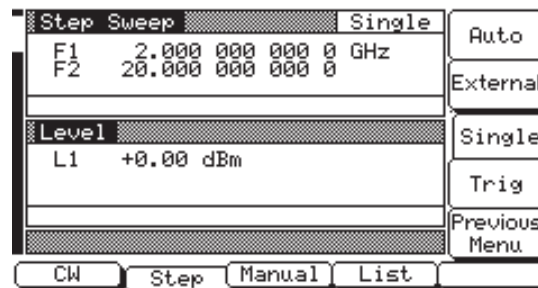 Step Sweep Single
F1 2.000 000 000 0 GHz
F2 20.000 000 000 0
Level
L1 +0.00 dBm
Auto
External
Single
Trig
Previous
Menu
CW Step Manual List